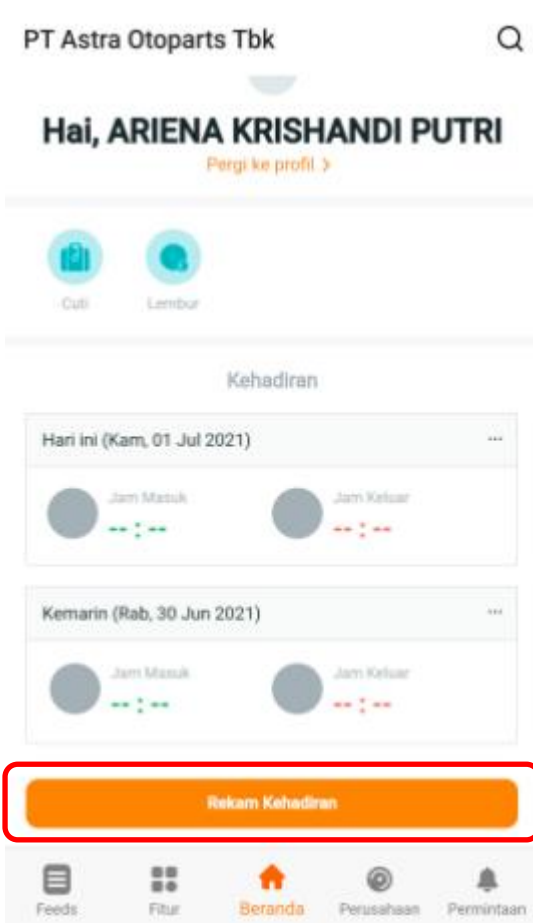 PT Astra Otoparts Tbk
Hai, ARIENA KRISHANDI PUTRI
Pergi ke profil >
Cuti Lembur
Kehadiran
Hari ini (Kam, 01 Jul 2021) ...
Jam Masuk Jam Keluar
--:-- --:--
Kemarin (Rab, 30 Jun 2021) ...
Jam Masuk Jam Keluar
--:-- --:--
Rekam Kehadiran
Feeds Fitur Beranda Perusahaan Permintaan